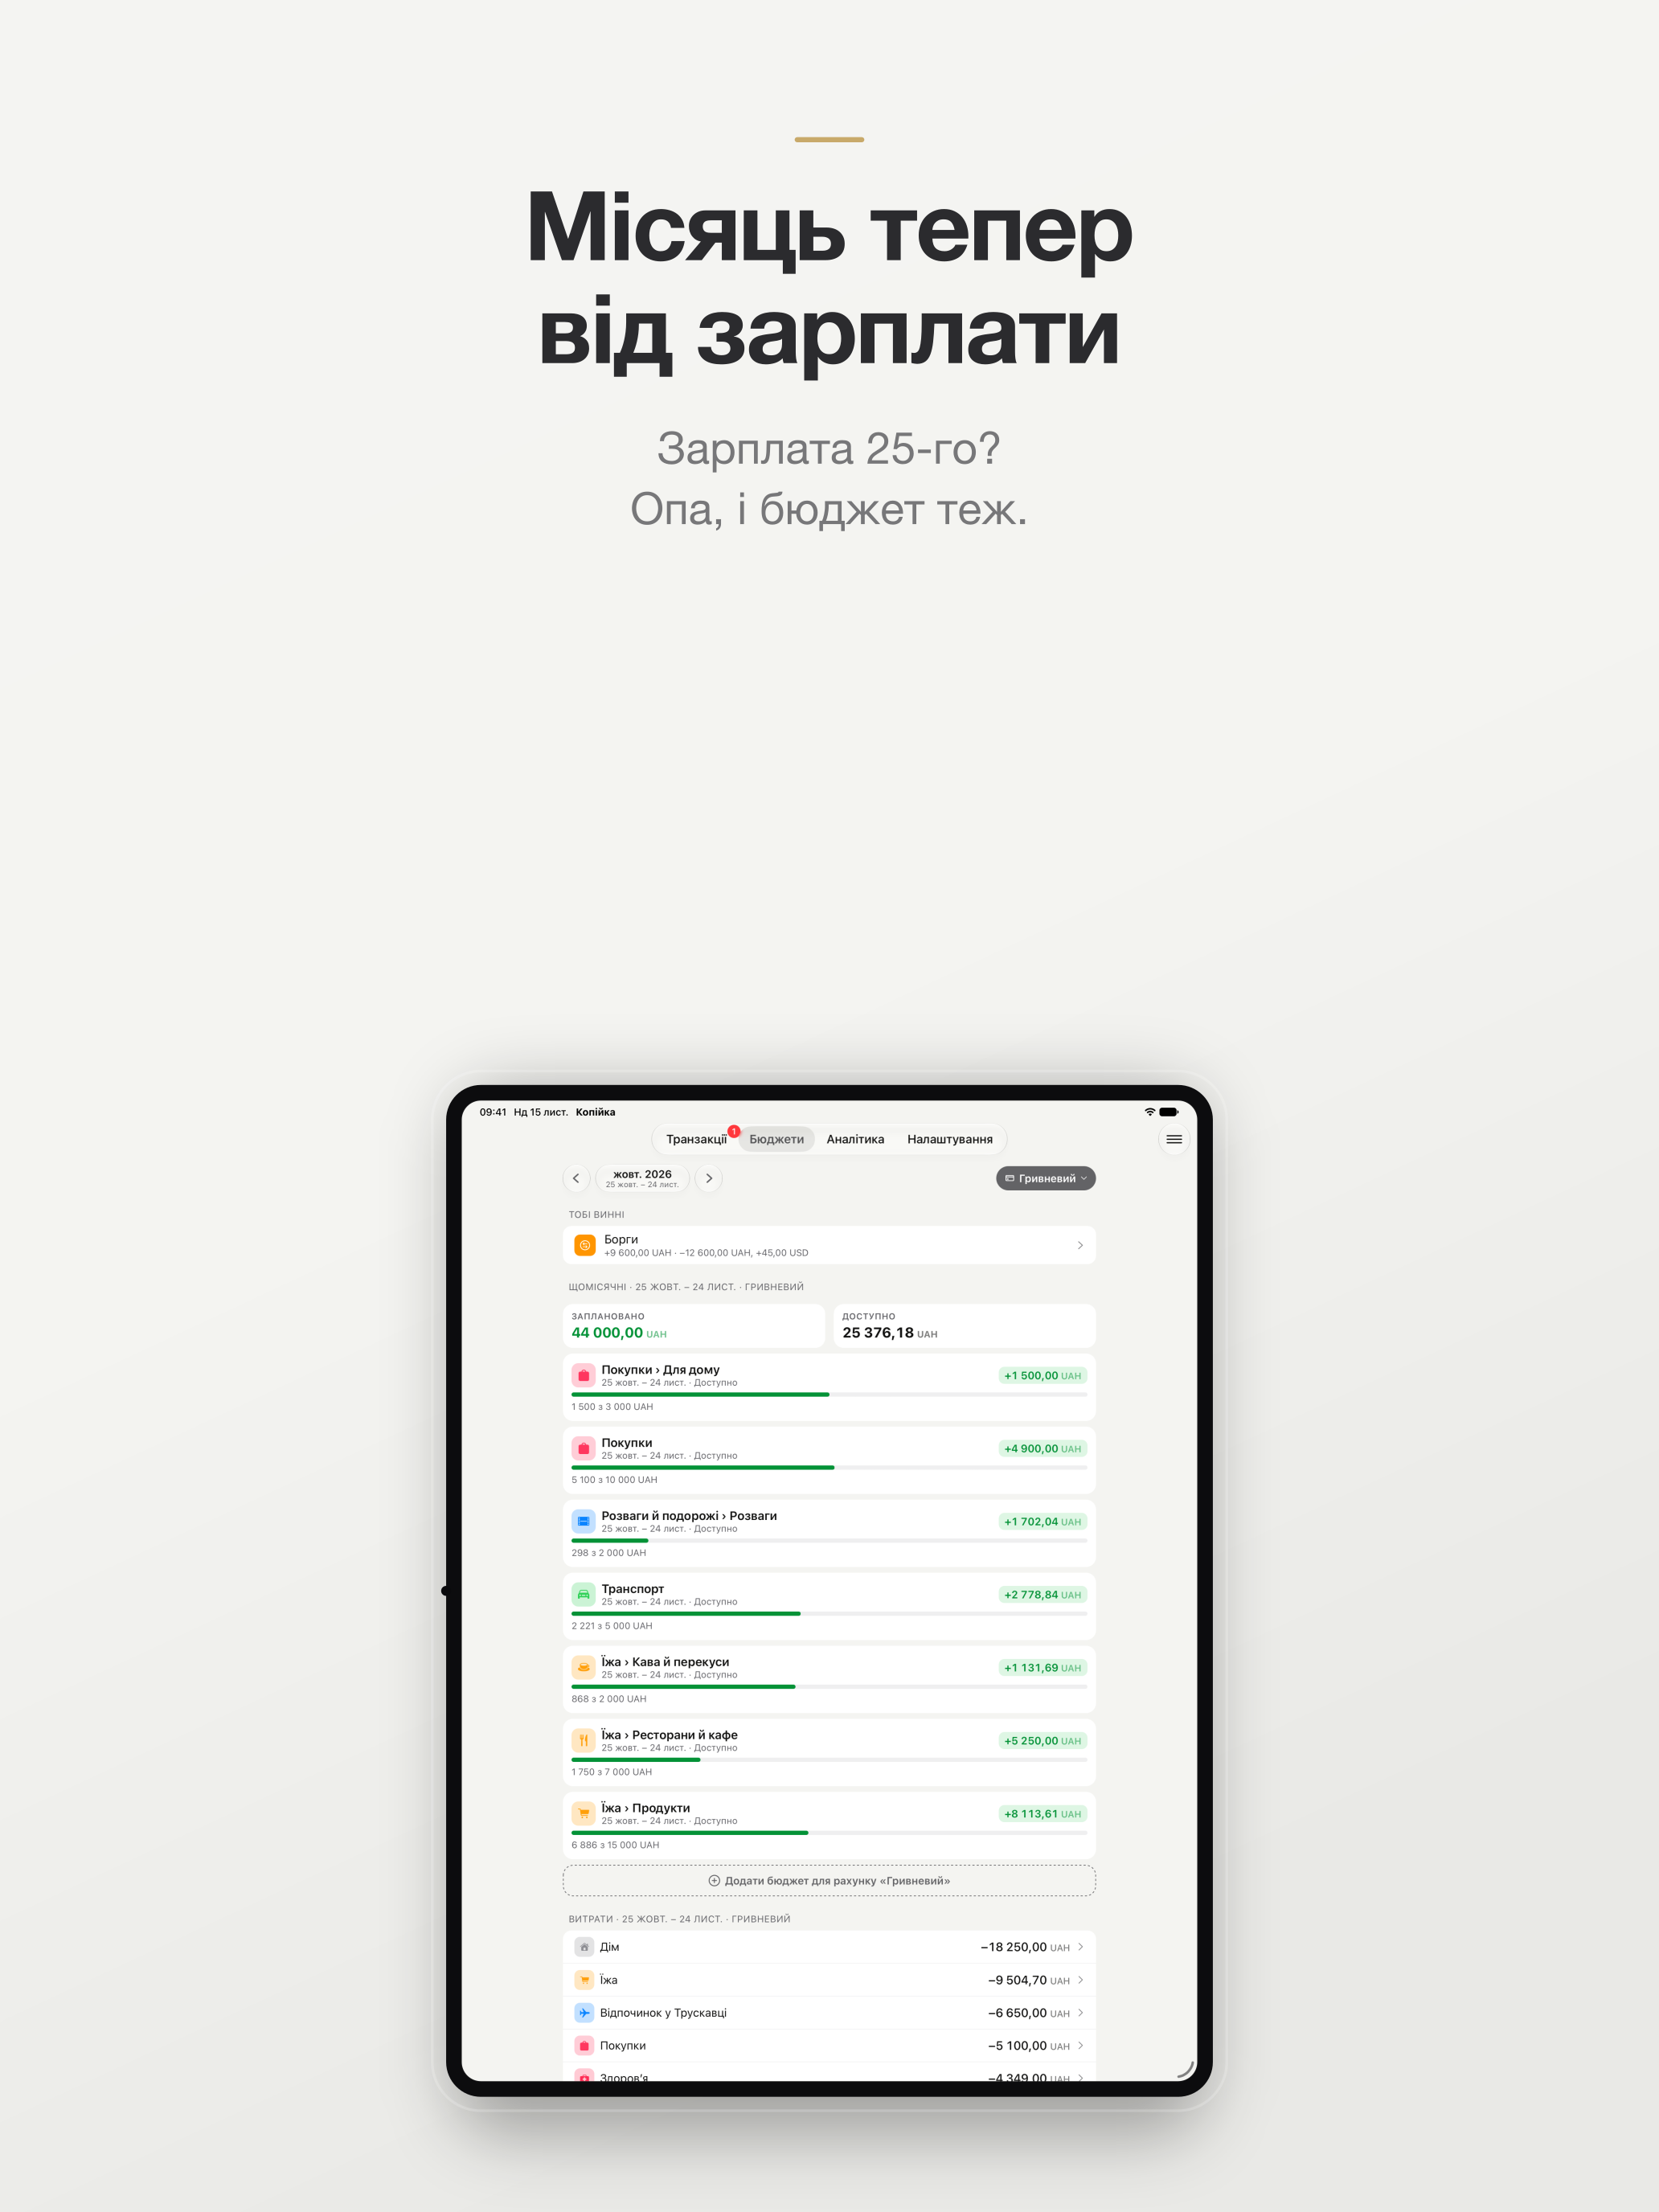 Місяць тепер
від зарплати
Зарплата 25-го?
Опа, і бюджет теж.
09:41 Нд 15 лист. Копійка
Транзакції 1 Бюджети Аналітика Налаштування
жовт. 2026
25 жовт. – 24 лист.
Гривневий
ТОБІ ВИННІ
Борги
+9 600,00 UAH · −12 600,00 UAH, +45,00 USD
ЩОМІСЯЧНІ · 25 ЖОВТ. – 24 ЛИСТ. · ГРИВНЕВИЙ
ЗАПЛАНОВАНО ДОСТУПНО
44 000,00 UAH 25 376,18 UAH
Покупки › Для дому +1 500,00 UAH
25 жовт. – 24 лист. · Доступно
1 500 з 3 000 UAH
Покупки +4 900,00 UAH
25 жовт. – 24 лист. · Доступно
5 100 з 10 000 UAH
Розваги й подорожі › Розваги +1 702,04 UAH
25 жовт. – 24 лист. · Доступно
298 з 2 000 UAH
Транспорт +2 778,84 UAH
25 жовт. – 24 лист. · Доступно
2 221 з 5 000 UAH
Їжа › Кава й перекуси +1 131,69 UAH
25 жовт. – 24 лист. · Доступно
868 з 2 000 UAH
Їжа › Ресторани й кафе +5 250,00 UAH
25 жовт. – 24 лист. · Доступно
1 750 з 7 000 UAH
Їжа › Продукти +8 113,61 UAH
25 жовт. – 24 лист. · Доступно
6 886 з 15 000 UAH
Додати бюджет для рахунку «Гривневий»
ВИТРАТИ · 25 ЖОВТ. – 24 ЛИСТ. · ГРИВНЕВИЙ
Дім −18 250,00 UAH
Їжа −9 504,70 UAH
Відпочинок у Трускавці −6 650,00 UAH
Покупки −5 100,00 UAH
Здоров'я −4 349,00 UAH